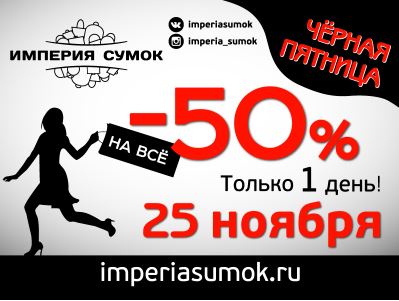 ИМПЕРИЯ СУМОК
imperiasumok
imperia_sumok
ЧЁРНАЯ
ПЯТНИЦА
-50%
НА ВСЁ
Только 1 день!
25 ноября
imperiasumok.ru